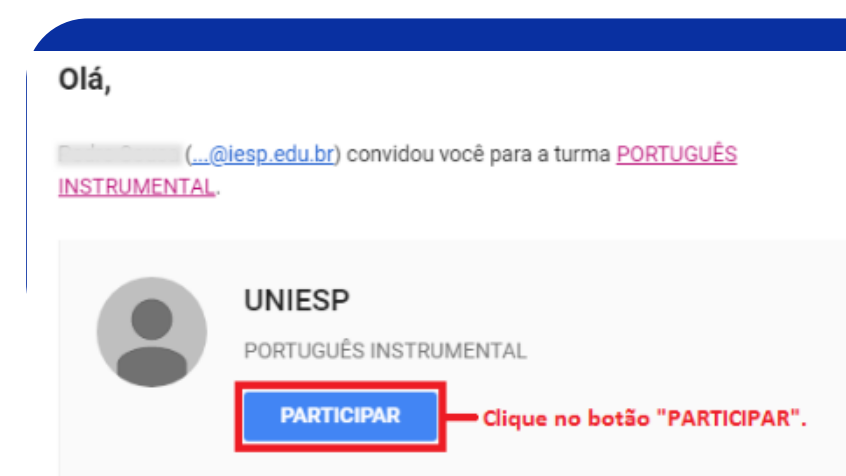 Olá,
(...@iesp.edu.br) convidou você para a turma PORTUGUÊS
INSTRUMENTAL.
UNIESP
PORTUGUÊS INSTRUMENTAL
PARTICIPAR
Clique no botão "PARTICIPAR".